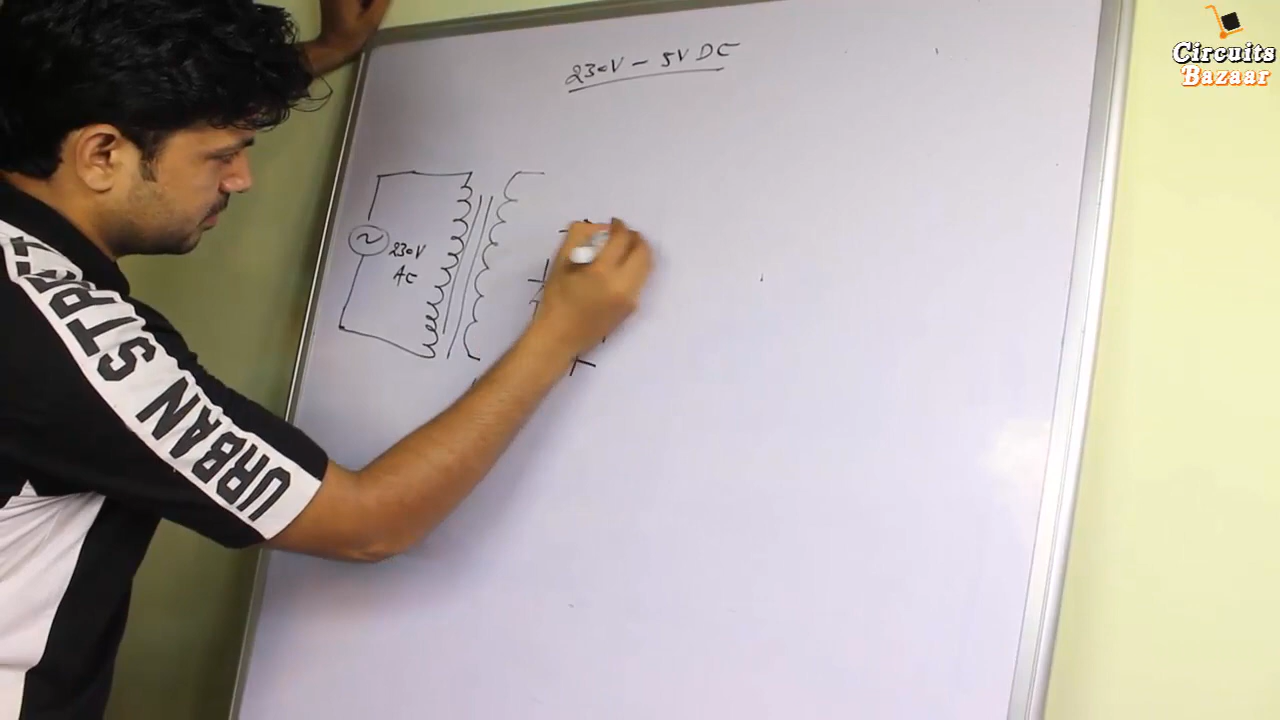 230V - 5V DC
230V
AC
URBAN STREET
Circuits
Bazaar